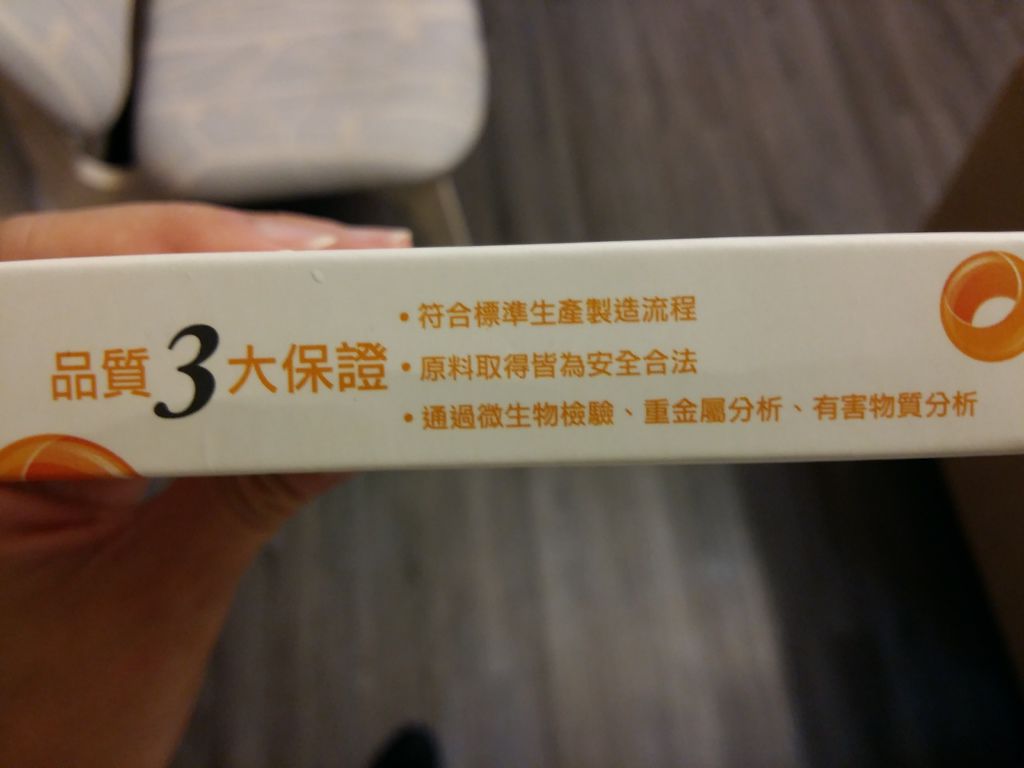 品質3大保證
•符合標準生產製造流程
•原料取得皆為安全合法
•通過微生物檢驗、重金屬分析、有害物質分析